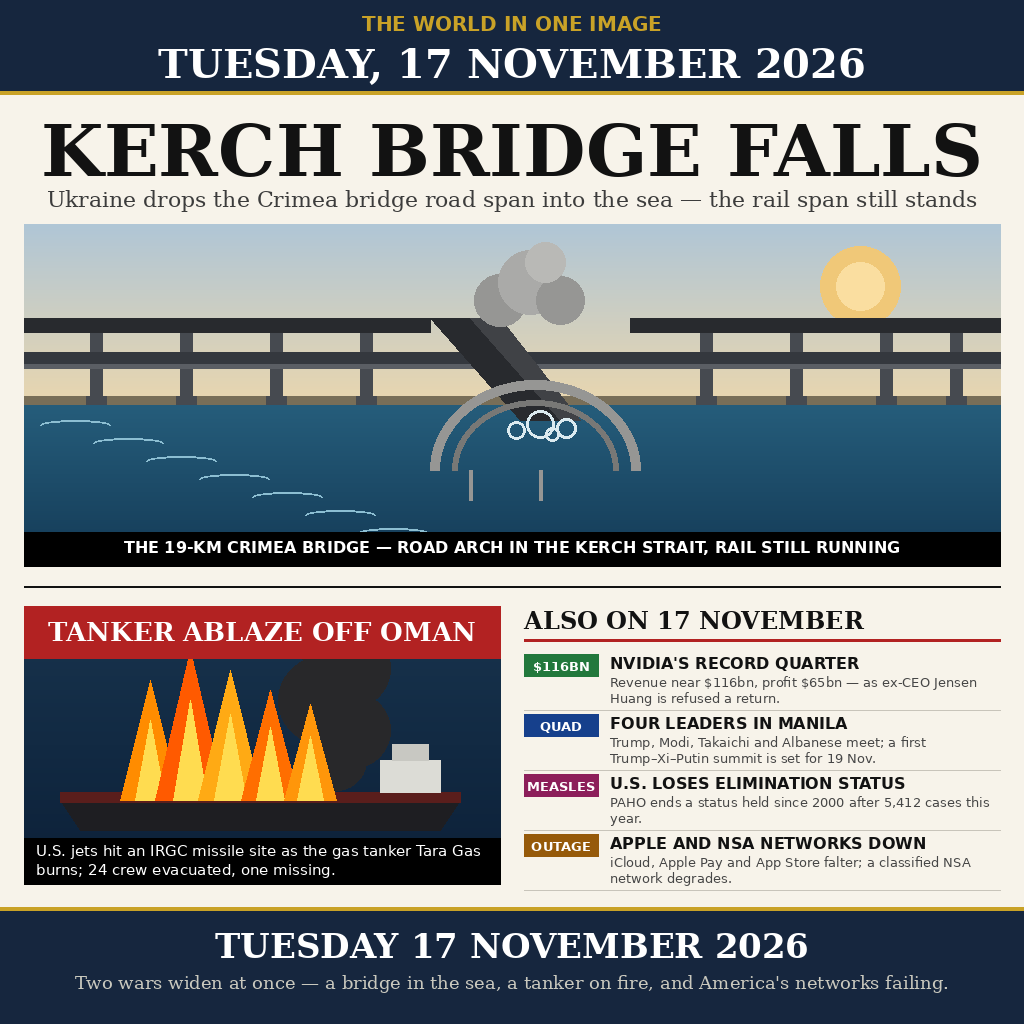 THE WORLD IN ONE IMAGE
TUESDAY, 17 NOVEMBER 2026
KERCH BRIDGE FALLS
Ukraine drops the Crimea bridge road span into the sea — the rail span still stands
THE 19-KM CRIMEA BRIDGE — ROAD ARCH IN THE KERCH STRAIT, RAIL STILL RUNNING
TANKER ABLAZE OFF OMAN
U.S. jets hit an IRGC missile site as the gas tanker Tara Gas
burns; 24 crew evacuated, one missing.
ALSO ON 17 NOVEMBER
$116BN
NVIDIA'S RECORD QUARTER
Revenue near $116bn, profit $65bn — as ex-CEO Jensen
Huang is refused a return.
QUAD
FOUR LEADERS IN MANILA
Trump, Modi, Takaichi and Albanese meet; a first
Trump–Xi–Putin summit is set for 19 Nov.
MEASLES
U.S. LOSES ELIMINATION STATUS
PAHO ends a status held since 2000 after 5,412 cases this
year.
OUTAGE
APPLE AND NSA NETWORKS DOWN
iCloud, Apple Pay and App Store falter; a classified NSA
network degrades.
TUESDAY 17 NOVEMBER 2026
Two wars widen at once — a bridge in the sea, a tanker on fire, and America's networks failing.